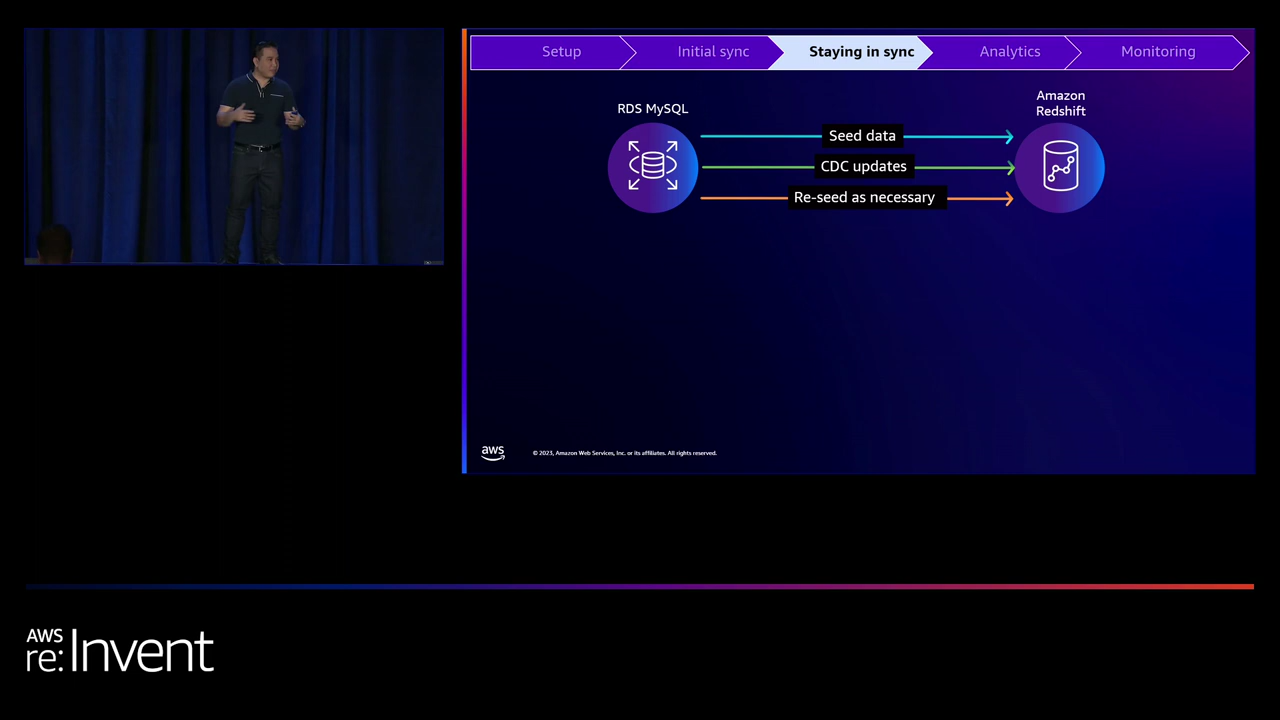 Setup
Initial sync
Staying in sync
Analytics
Monitoring
RDS MySQL
Amazon
Redshift
Seed data
CDC updates
Re-seed as necessary
aws
© 2023, Amazon Web Services, Inc. or its affiliates. All rights reserved.
AWS
re:Invent